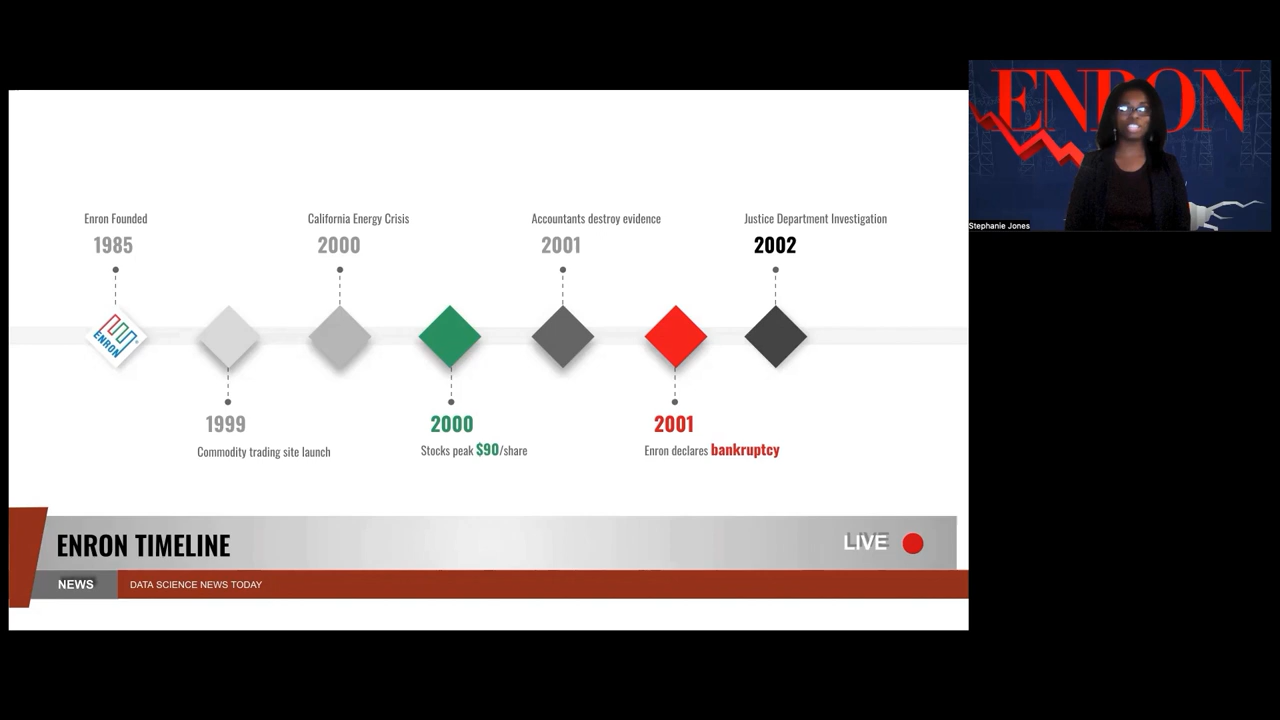 ENRON
Stephanie Jones
Enron Founded
1985
California Energy Crisis
2000
Accountants destroy evidence
2001
Justice Department Investigation
2002
ENRON
1999
Commodity trading site launch
2000
Stocks peak $90/share
2001
Enron declares bankruptcy
ENRON TIMELINE
LIVE
NEWS
DATA SCIENCE NEWS TODAY